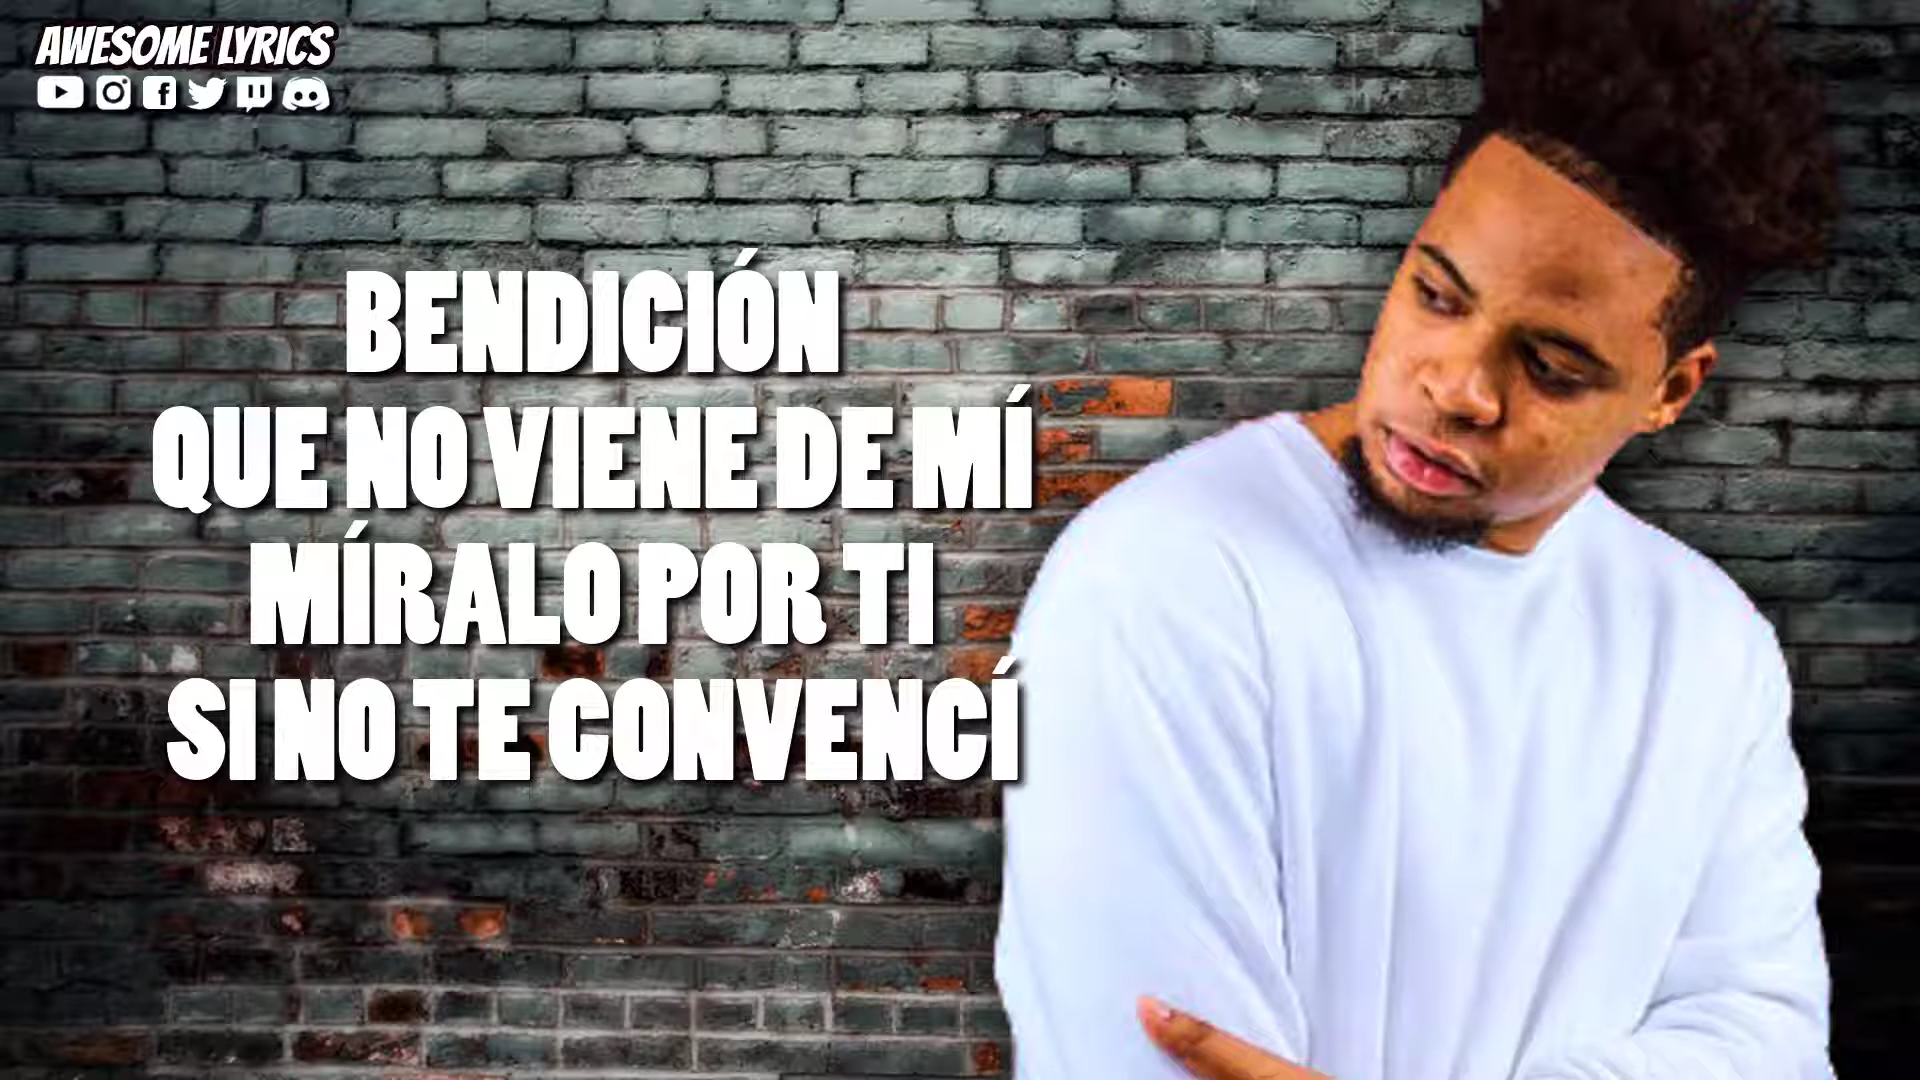 AWESOME LYRICS
BENDICIÓN
QUE NO VIENE DE MÍ
MÍRALO POR TI
SI NO TE CONVENCÍ